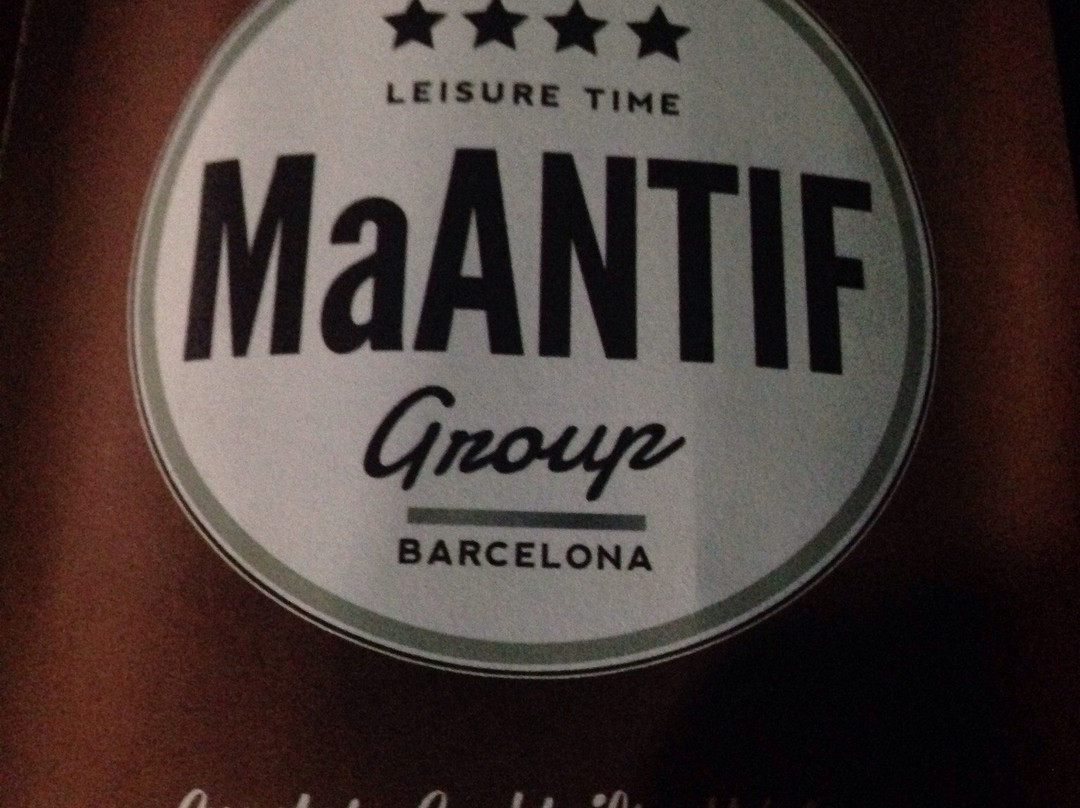 LEISURE TIME
MaANTIF
Group
BARCELONA